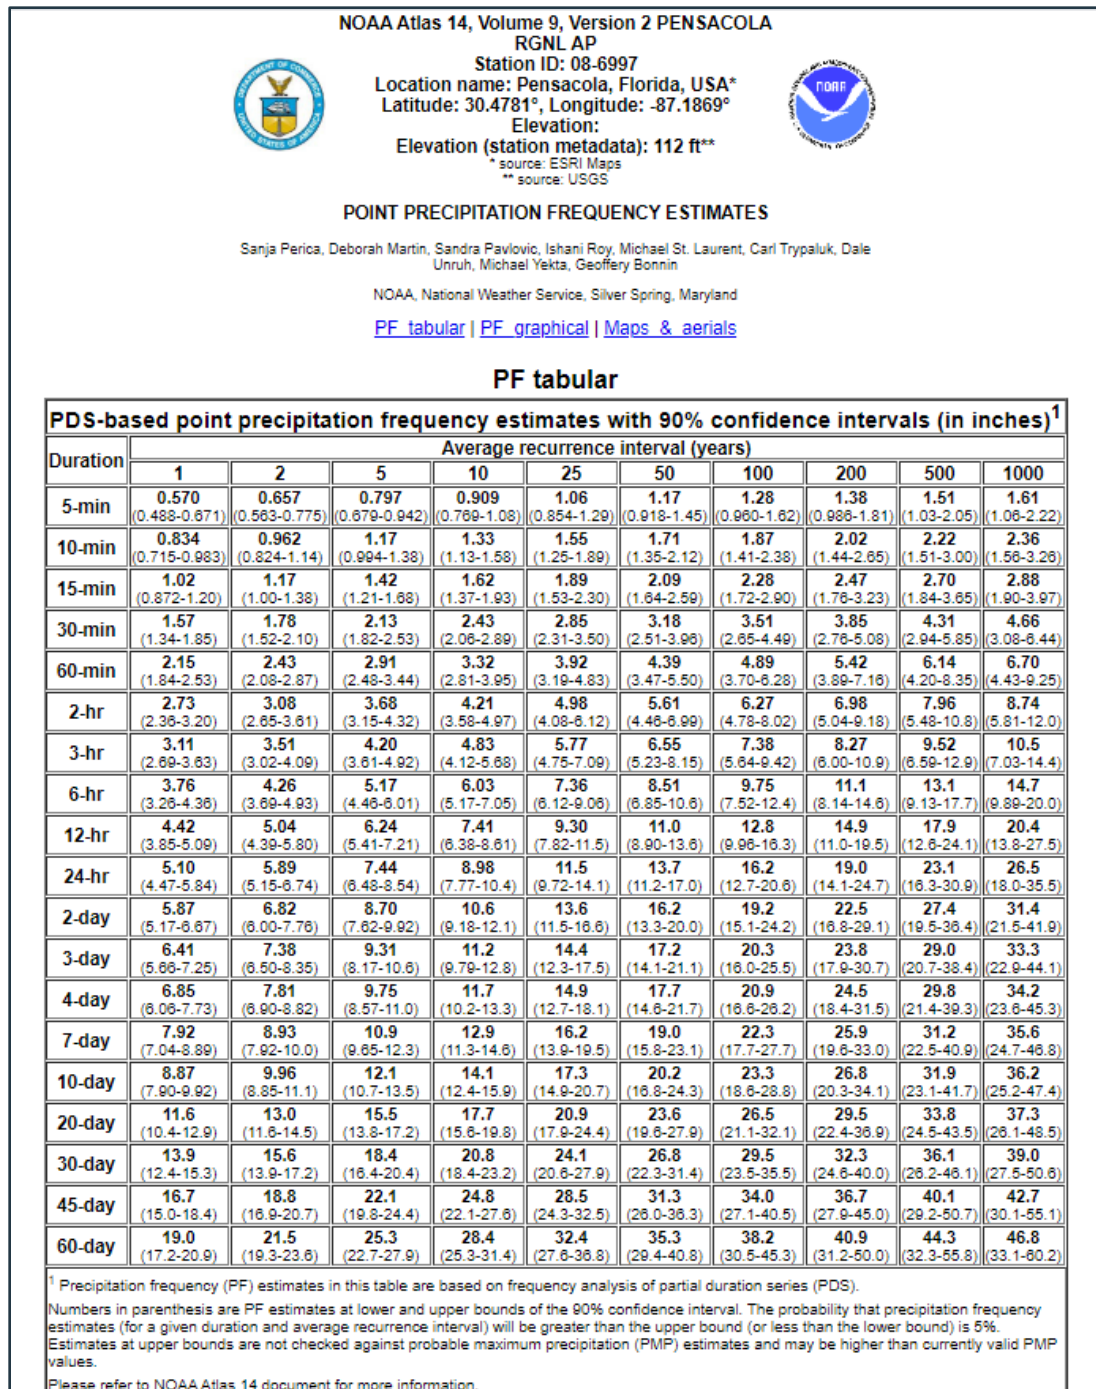 NOAA Atlas 14, Volume 9, Version 2 PENSACOLA
RGNL AP
Station ID: 08-6997
Location name: Pensacola, Florida, USA*
Latitude: 30.4781°, Longitude: -87.1869°
Elevation:
Elevation (station metadata): 112 ft**
* source: ESRI Maps
** source: USGS
DEPARTMENT OF COMMERCE
UNITED STATES OF AMERICA
NOAA
POINT PRECIPITATION FREQUENCY ESTIMATES
Sanja Perica, Deborah Martin, Sandra Pavlovic, Ishani Roy, Michael St. Laurent, Carl Trypaluk, Dale
Unruh, Michael Yekta, Geoffery Bonnin
NOAA, National Weather Service, Silver Spring, Maryland
PF_tabular | PF_graphical | Maps_&_aerials
PF tabular
PDS-based point precipitation frequency estimates with 90% confidence intervals (in inches)1
Duration Average recurrence interval (years)
1 2 5 10 25 50 100 200 500 1000
5-min 0.570 0.657 0.797 0.909 1.06 1.17 1.28 1.38 1.51 1.61
(0.488-0.671) (0.563-0.775) (0.679-0.942) (0.769-1.08) (0.854-1.29) (0.918-1.45) (0.960-1.62) (0.986-1.81) (1.03-2.05) (1.06-2.22)
10-min 0.834 0.962 1.17 1.33 1.55 1.71 1.87 2.02 2.22 2.36
(0.715-0.983) (0.824-1.14) (0.994-1.38) (1.13-1.58) (1.25-1.89) (1.35-2.12) (1.41-2.38) (1.44-2.65) (1.51-3.00) (1.56-3.26)
15-min 1.02 1.17 1.42 1.62 1.89 2.09 2.28 2.47 2.70 2.88
(0.872-1.20) (1.00-1.38) (1.21-1.68) (1.37-1.93) (1.53-2.30) (1.64-2.59) (1.72-2.90) (1.76-3.23) (1.84-3.65) (1.90-3.97)
30-min 1.57 1.78 2.13 2.43 2.85 3.18 3.51 3.85 4.31 4.66
(1.34-1.85) (1.52-2.10) (1.82-2.53) (2.06-2.89) (2.31-3.50) (2.51-3.96) (2.65-4.49) (2.76-5.08) (2.94-5.85) (3.08-6.44)
60-min 2.15 2.43 2.91 3.32 3.92 4.39 4.89 5.42 6.14 6.70
(1.84-2.53) (2.08-2.87) (2.48-3.44) (2.81-3.95) (3.19-4.83) (3.47-5.50) (3.70-6.28) (3.89-7.16) (4.20-8.35) (4.43-9.25)
2-hr 2.73 3.08 3.68 4.21 4.98 5.61 6.27 6.98 7.96 8.74
(2.36-3.20) (2.65-3.61) (3.15-4.32) (3.58-4.97) (4.08-6.12) (4.46-6.99) (4.78-8.02) (5.04-9.18) (5.48-10.8) (5.81-12.0)
3-hr 3.11 3.51 4.20 4.83 5.77 6.55 7.38 8.27 9.52 10.5
(2.69-3.63) (3.02-4.09) (3.61-4.92) (4.12-5.68) (4.75-7.09) (5.23-8.15) (5.64-9.42) (6.00-10.9) (6.59-12.9) (7.03-14.4)
6-hr 3.76 4.26 5.17 6.03 7.36 8.51 9.75 11.1 13.1 14.7
(3.26-4.36) (3.69-4.93) (4.46-6.01) (5.17-7.05) (6.12-9.06) (6.85-10.6) (7.52-12.4) (8.14-14.6) (9.13-17.7) (9.89-20.0)
12-hr 4.42 5.04 6.24 7.41 9.30 11.0 12.8 14.9 17.9 20.4
(3.85-5.09) (4.39-5.80) (5.41-7.21) (6.38-8.61) (7.82-11.5) (8.90-13.6) (9.96-16.3) (11.0-19.5) (12.6-24.1) (13.8-27.5)
24-hr 5.10 5.89 7.44 8.98 11.5 13.7 16.2 19.0 23.1 26.5
(4.47-5.84) (5.15-6.74) (6.48-8.54) (7.77-10.4) (9.72-14.1) (11.2-17.0) (12.7-20.6) (14.1-24.7) (16.3-30.9) (18.0-35.5)
2-day 5.87 6.82 8.70 10.6 13.6 16.2 19.2 22.5 27.4 31.4
(5.17-6.67) (6.00-7.76) (7.62-9.92) (9.18-12.1) (11.5-16.6) (13.3-20.0) (15.1-24.2) (16.8-29.1) (19.5-36.4) (21.5-41.9)
3-day 6.41 7.38 9.31 11.2 14.4 17.2 20.3 23.8 29.0 33.3
(5.66-7.25) (6.50-8.35) (8.17-10.6) (9.79-12.8) (12.3-17.5) (14.1-21.1) (16.0-25.5) (17.9-30.7) (20.7-38.4) (22.9-44.1)
4-day 6.85 7.81 9.75 11.7 14.9 17.7 20.9 24.5 29.8 34.2
(6.06-7.73) (6.90-8.82) (8.57-11.0) (10.2-13.3) (12.7-18.1) (14.6-21.7) (16.6-26.2) (18.4-31.5) (21.4-39.3) (23.6-45.3)
7-day 7.92 8.93 10.9 12.9 16.2 19.0 22.3 25.9 31.2 35.6
(7.04-8.89) (7.92-10.0) (9.65-12.3) (11.3-14.6) (13.9-19.5) (15.8-23.1) (17.7-27.7) (19.6-33.0) (22.5-40.9) (24.7-46.8)
10-day 8.87 9.96 12.1 14.1 17.3 20.2 23.3 26.8 31.9 36.2
(7.90-9.92) (8.85-11.1) (10.7-13.5) (12.4-15.9) (14.9-20.7) (16.8-24.3) (18.6-28.8) (20.3-34.1) (23.1-41.7) (25.2-47.4)
20-day 11.6 13.0 15.5 17.7 20.9 23.6 26.5 29.5 33.8 37.3
(10.4-12.9) (11.6-14.5) (13.8-17.2) (15.6-19.8) (17.9-24.4) (19.6-27.9) (21.1-32.1) (22.4-36.9) (24.5-43.5) (26.1-48.5)
30-day 13.9 15.6 18.4 20.8 24.1 26.8 29.5 32.3 36.1 39.0
(12.4-15.3) (13.9-17.2) (16.4-20.4) (18.4-23.2) (20.6-27.9) (22.3-31.4) (23.5-35.5) (24.6-40.0) (26.2-46.1) (27.5-50.6)
45-day 16.7 18.8 22.1 24.8 28.5 31.3 34.0 36.7 40.1 42.7
(15.0-18.4) (16.9-20.7) (19.8-24.4) (22.1-27.6) (24.3-32.5) (26.0-36.3) (27.1-40.5) (27.9-45.0) (29.2-50.7) (30.1-55.1)
60-day 19.0 21.5 25.3 28.4 32.4 35.3 38.2 40.9 44.3 46.8
(17.2-20.9) (19.3-23.6) (22.7-27.9) (25.3-31.4) (27.6-36.8) (29.4-40.8) (30.5-45.3) (31.2-50.0) (32.3-55.8) (33.1-60.2)
1 Precipitation frequency (PF) estimates in this table are based on frequency analysis of partial duration series (PDS).
Numbers in parenthesis are PF estimates at lower and upper bounds of the 90% confidence interval. The probability that precipitation frequency
estimates (for a given duration and average recurrence interval) will be greater than the upper bound (or less than the lower bound) is 5%.
Estimates at upper bounds are not checked against probable maximum precipitation (PMP) estimates and may be higher than currently valid PMP
values.
Please refer to NOAA Atlas 14 document for more information.